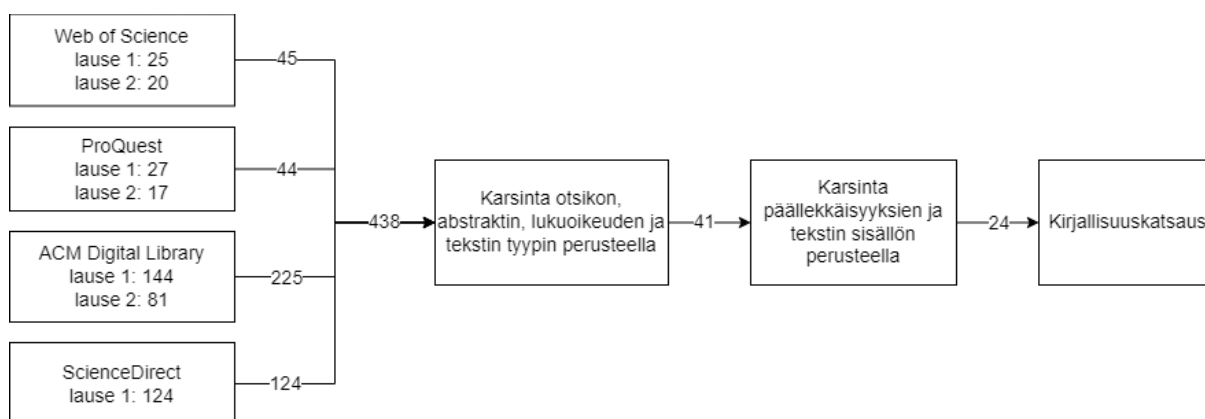 Web of Science
lause 1: 25
lause 2: 20
45
ProQuest
lause 1: 27
lause 2: 17
44
ACM Digital Library
lause 1: 144
lause 2: 81
225
ScienceDirect
lause 1: 124
124
438
Karsinta otsikon,
abstraktin, lukuoikeuden ja
tekstin tyypin perusteella
41
Karsinta
päällekkäisyyksien ja
tekstin sisällön
perusteella
24
Kirjallisuuskatsaus